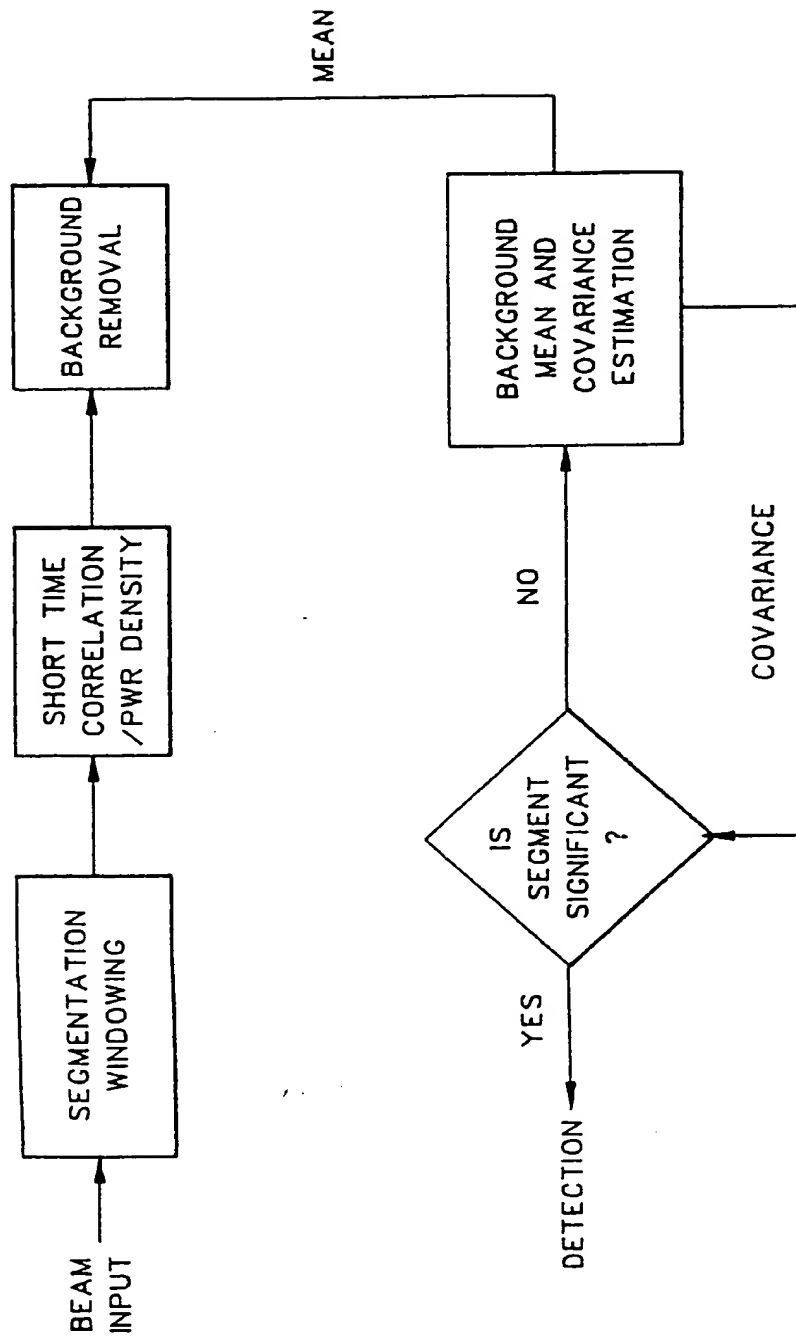 BEAM
INPUT
SEGMENTATION
WINDOWING
SHORT TIME
CORRELATION
/PWR DENSITY
BACKGROUND
REMOVAL
MEAN
DETECTION
YES
IS
SEGMENT
SIGNIFICANT
?
NO
BACKGROUND
MEAN AND
COVARIANCE
ESTIMATION
COVARIANCE